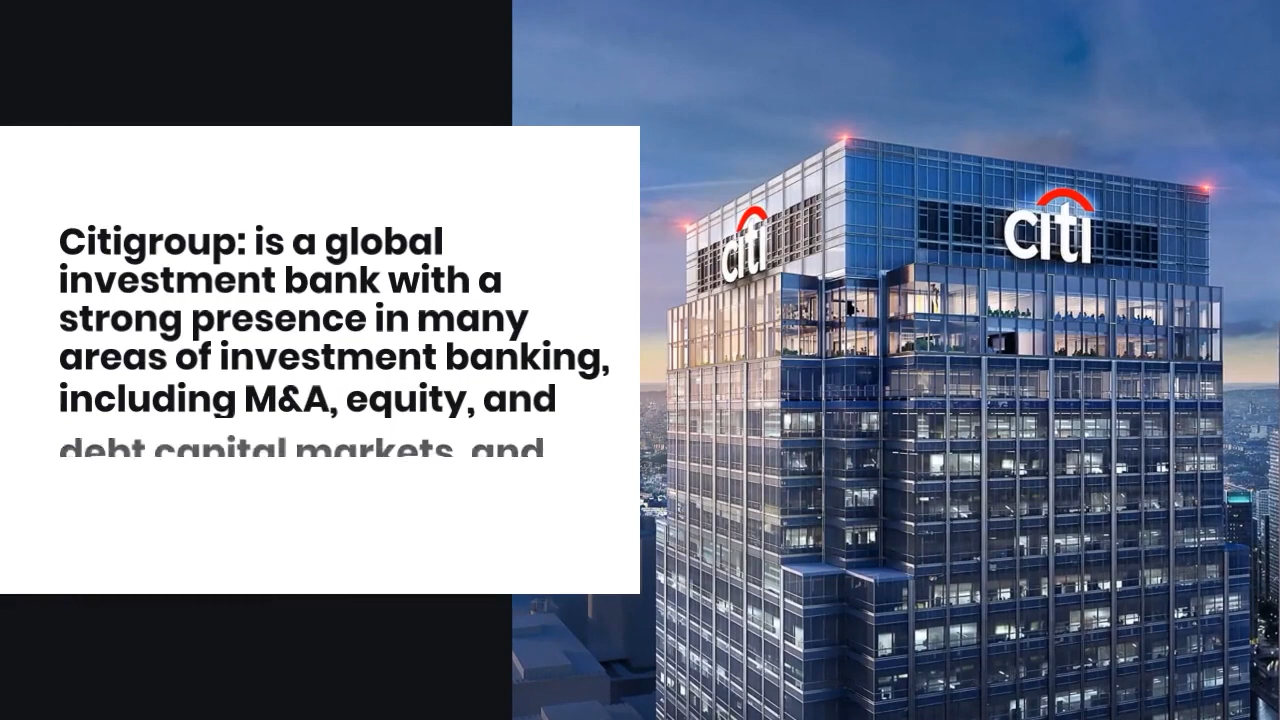 Citigroup: is a global
investment bank with a
strong presence in many
areas of investment banking,
including M&A, equity, and
debt capital markets, and
citi
citi